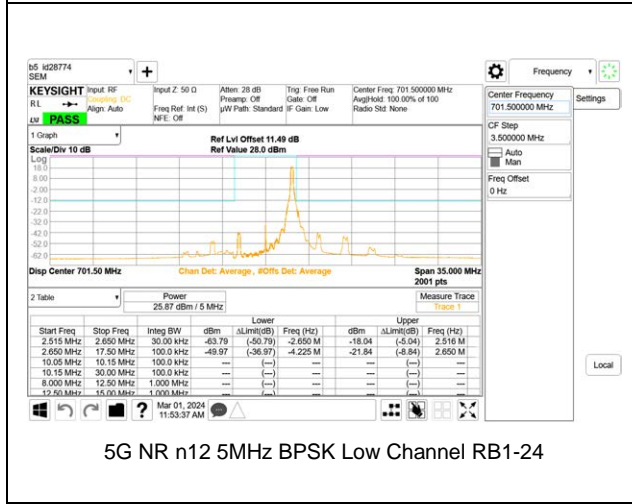 b5 id28774
SEM
KEYSIGHT
RL
LW PASS
Input: RF
Coupling: DC
Align: Auto
Input Z: 50 Ω
Freq Ref: Int (S)
NFE: Off
Atten: 28 dB
Preamp: Off
µW Path: Standard
Trig: Free Run
Gate: Off
IF Gain: Low
Center Freq: 701.500000 MHz
Avg|Hold: 100.00% of 100
Radio Std: None
1 Graph
Scale/Div 10 dB
Ref Lvl Offset 11.49 dB
Ref Value 28.0 dBm
Log
18.0
8.00
-2.00
-12.0
-22.0
-32.0
-42.0
-52.0
-62.0
Disp Center 701.50 MHz
Chan Det: Average , #Offs Det: Average
Span 35.000 MHz
2001 pts
2 Table
Power
25.87 dBm / 5 MHz
Measure Trace
Trace 1
Lower Upper
Start Freq Stop Freq Integ BW dBm ΔLimit(dB) Freq (Hz) dBm ΔLimit(dB) Freq (Hz)
2.515 MHz 2.650 MHz 30.00 kHz -63.79 (-50.79) -2.650 M -18.04 (-5.04) 2.516 M
2.650 MHz 17.50 MHz 100.0 kHz -49.97 (-36.97) -4.225 M -21.84 (-8.84) 2.650 M
10.05 MHz 10.15 MHz 100.0 kHz --- (---) --- --- (---) ---
10.15 MHz 30.00 MHz 100.0 kHz --- (---) --- --- (---) ---
8.000 MHz 12.50 MHz 1.000 MHz --- (---) --- --- (---) ---
12.50 MHz 15.00 MHz 1.000 MHz --- (---) --- --- (---) ---
Mar 01, 2024
11:53:37 AM
Frequency
Center Frequency
701.500000 MHz
CF Step
3.500000 MHz
Auto
Man
Freq Offset
0 Hz
Settings
Local
5G NR n12 5MHz BPSK Low Channel RB1-24